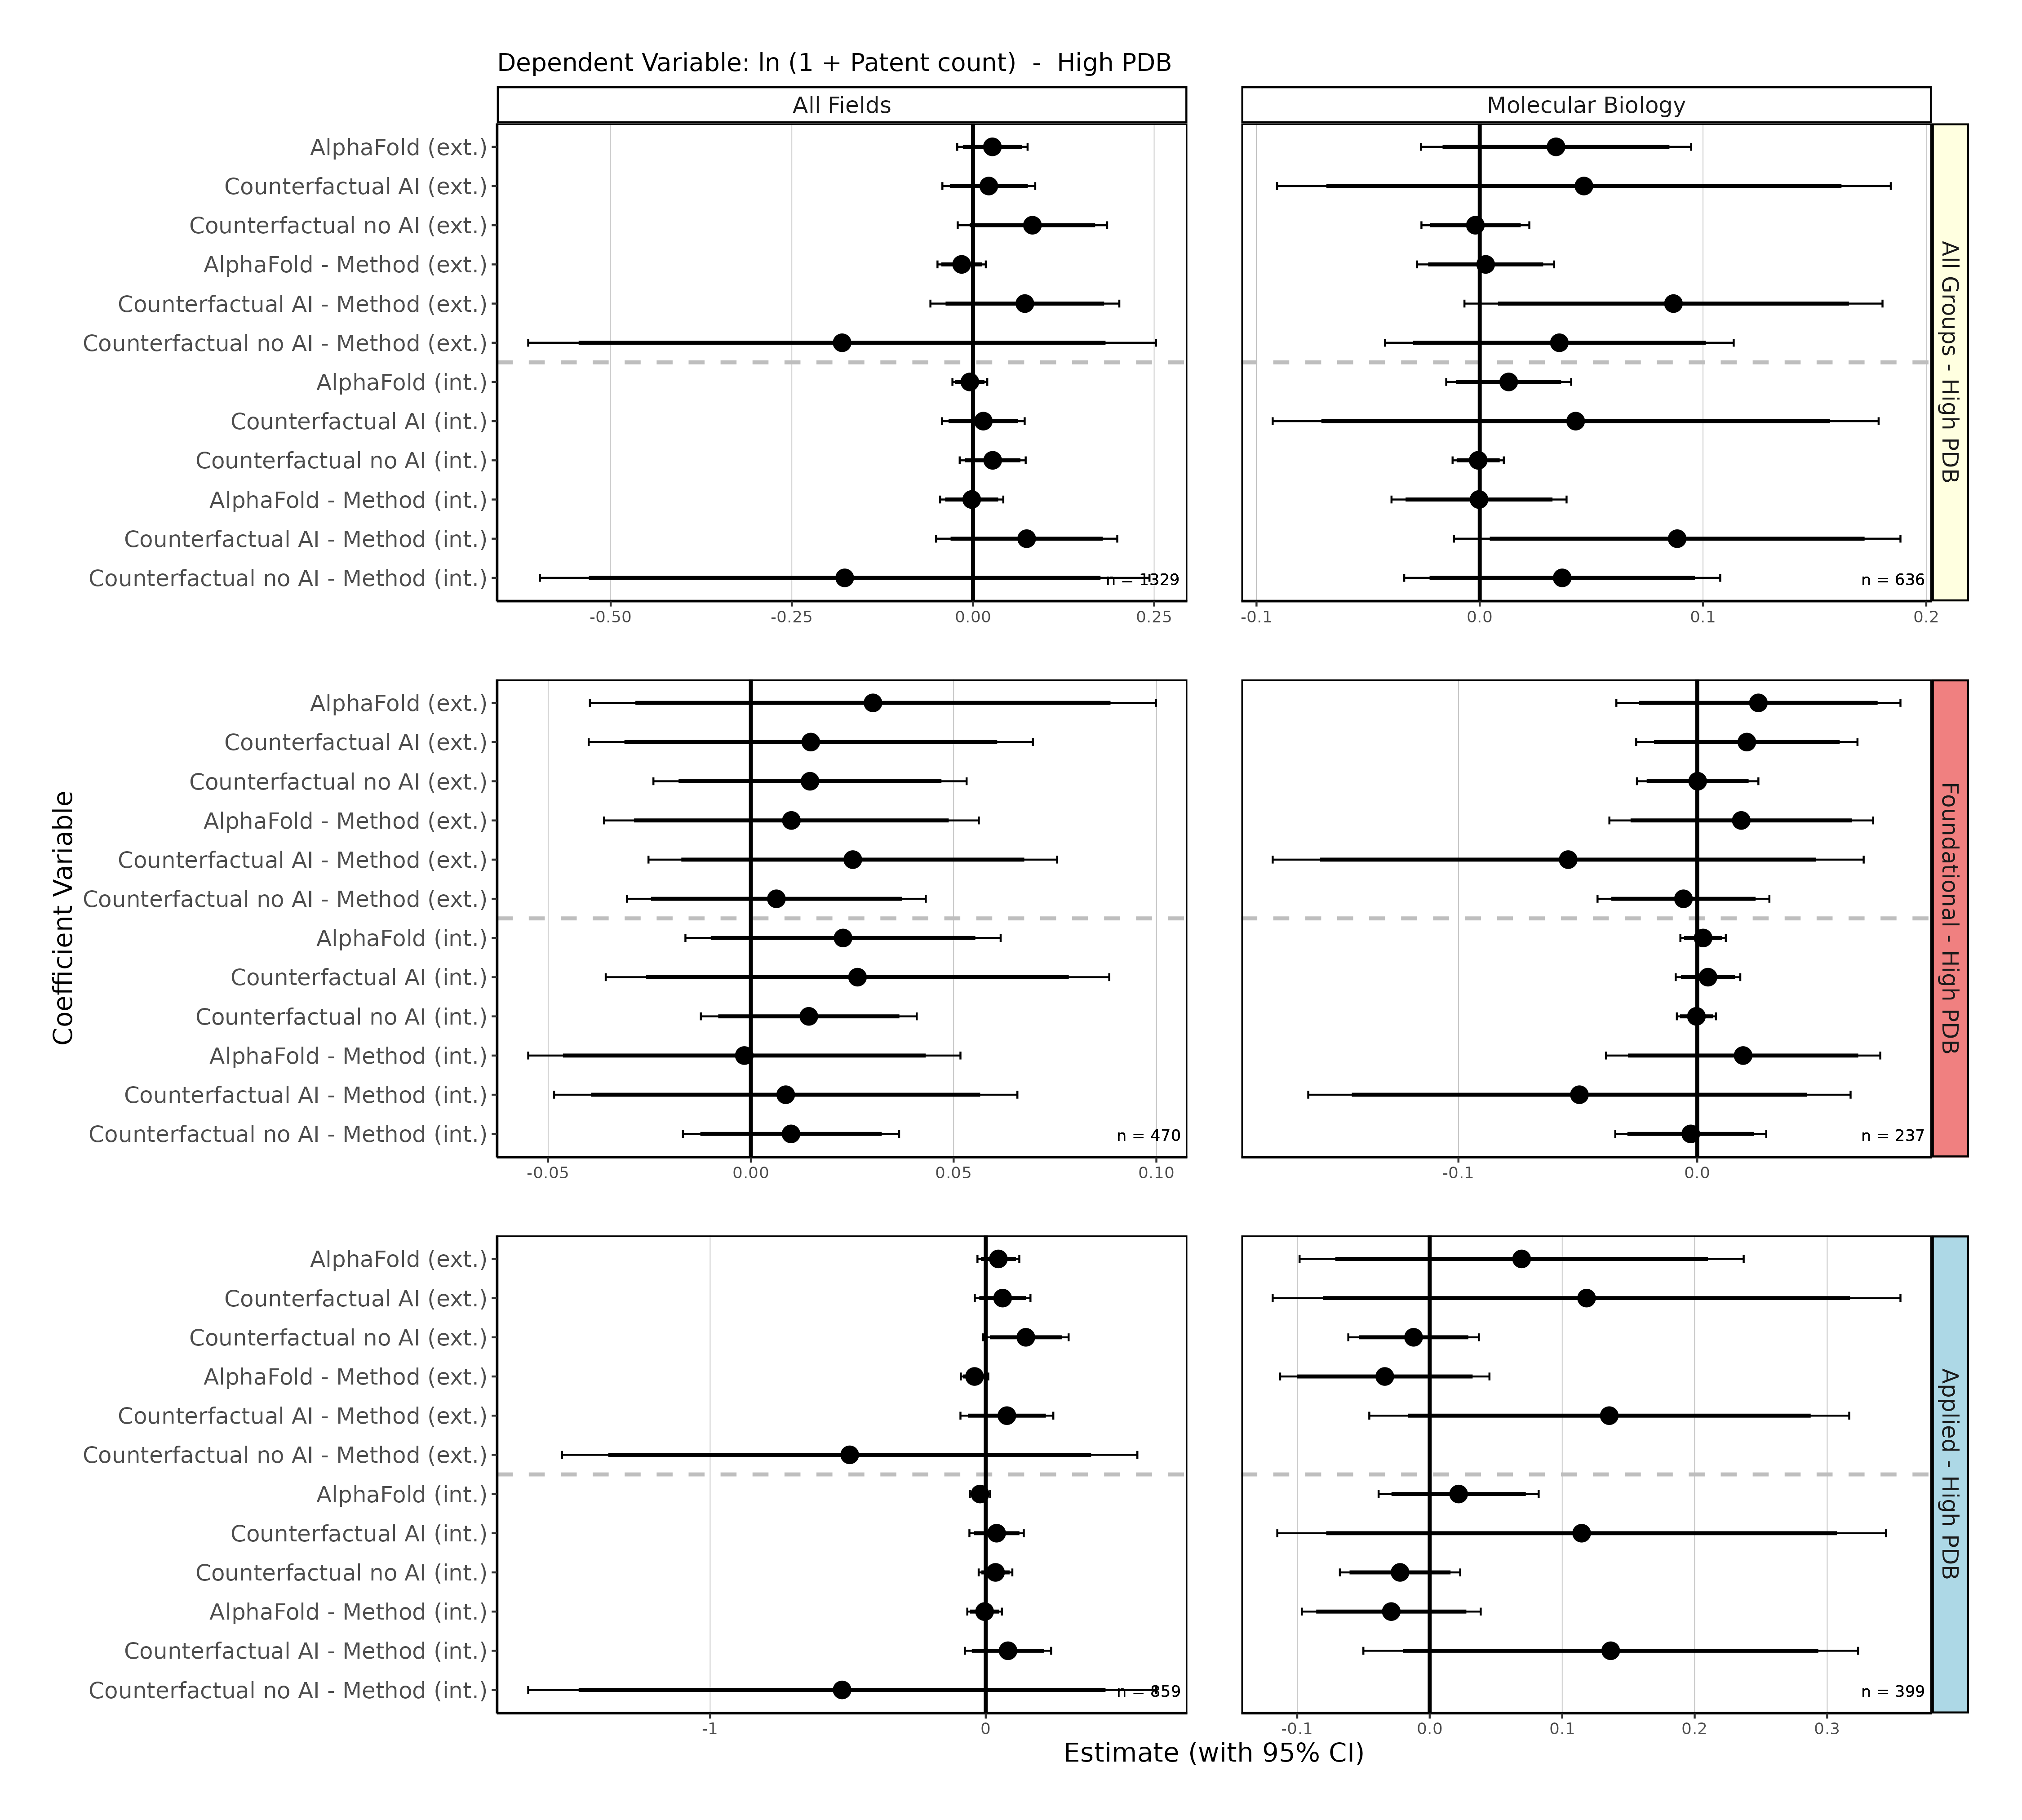 Dependent Variable: ln (1 + Patent count)  -  High PDB
All Fields
Molecular Biology
AlphaFold (ext.)
Counterfactual AI (ext.)
Counterfactual no AI (ext.)
AlphaFold - Method (ext.)
Counterfactual AI - Method (ext.)
Counterfactual no AI - Method (ext.)
AlphaFold (int.)
Counterfactual AI (int.)
Counterfactual no AI (int.)
AlphaFold - Method (int.)
Counterfactual AI - Method (int.)
Counterfactual no AI - Method (int.)
n = 1329
n = 636
All Groups - High PDB
-0.50 -0.25 0.00 0.25
-0.1 0.0 0.1 0.2
Coefficient Variable
AlphaFold (ext.)
Counterfactual AI (ext.)
Counterfactual no AI (ext.)
AlphaFold - Method (ext.)
Counterfactual AI - Method (ext.)
Counterfactual no AI - Method (ext.)
AlphaFold (int.)
Counterfactual AI (int.)
Counterfactual no AI (int.)
AlphaFold - Method (int.)
Counterfactual AI - Method (int.)
Counterfactual no AI - Method (int.)
n = 470
n = 237
Foundational - High PDB
-0.05 0.00 0.05 0.10
-0.1 0.0
AlphaFold (ext.)
Counterfactual AI (ext.)
Counterfactual no AI (ext.)
AlphaFold - Method (ext.)
Counterfactual AI - Method (ext.)
Counterfactual no AI - Method (ext.)
AlphaFold (int.)
Counterfactual AI (int.)
Counterfactual no AI (int.)
AlphaFold - Method (int.)
Counterfactual AI - Method (int.)
Counterfactual no AI - Method (int.)
n = 859
n = 399
Applied - High PDB
-1 0
-0.1 0.0 0.1 0.2 0.3
Estimate (with 95% CI)